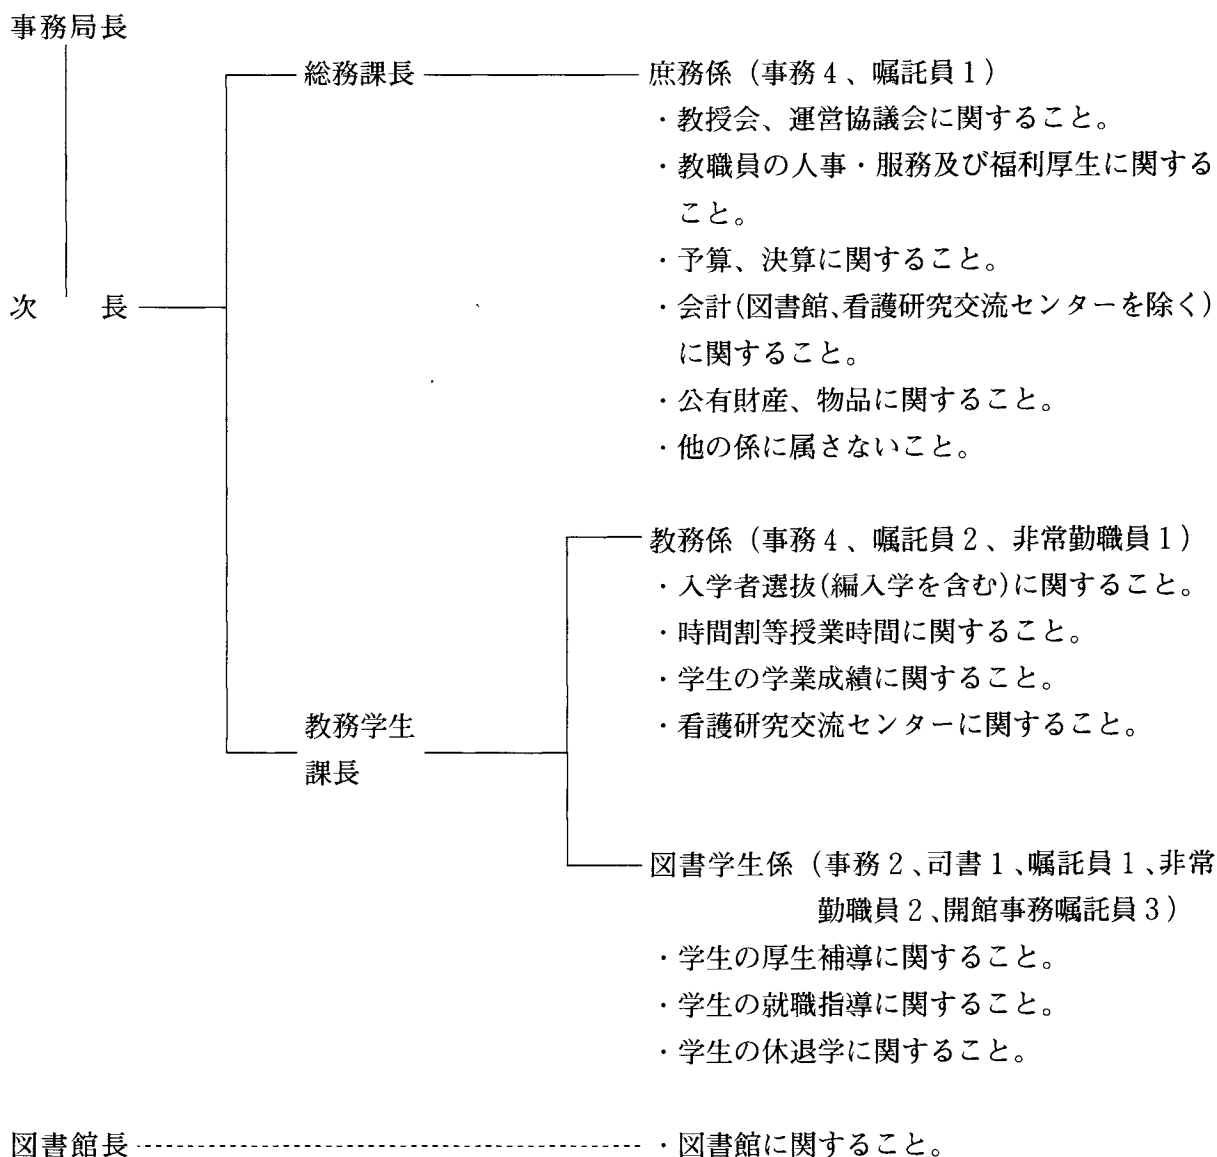 事務局長
総務課長
庶務係（事務4、嘱託員1）
・教授会、運営協議会に関すること。
・教職員の人事・服務及び福利厚生に関する
こと。
・予算、決算に関すること。
次　　長
・会計(図書館、看護研究交流センターを除く)
に関すること。
・公有財産、物品に関すること。
・他の係に属さないこと。
教務係（事務4、嘱託員2、非常勤職員1）
・入学者選抜(編入学を含む)に関すること。
・時間割等授業時間に関すること。
・学生の学業成績に関すること。
・看護研究交流センターに関すること。
教務学生
課長
図書学生係（事務2、司書1、嘱託員1、非常
勤職員2、開館事務嘱託員3）
・学生の厚生補導に関すること。
・学生の就職指導に関すること。
・学生の休退学に関すること。
図書館長 ・図書館に関すること。